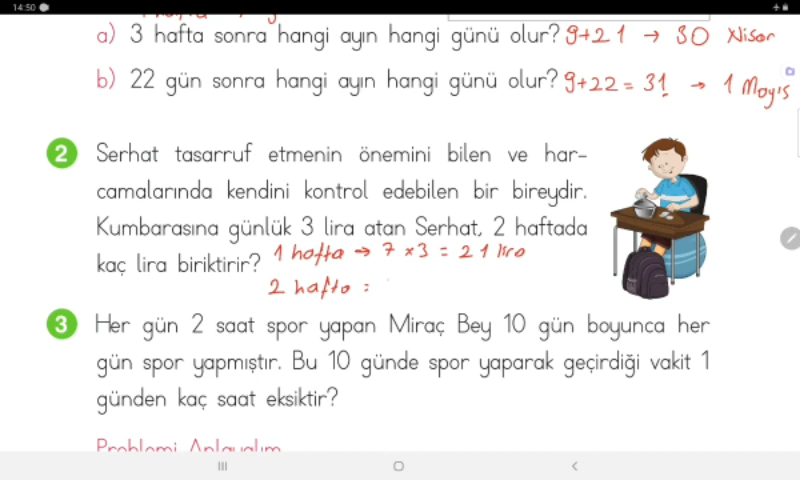 14:50
a) 3 hafta sonra hangi ayın hangi günü olur? 9+21 → 30 Nisan
b) 22 gün sonra hangi ayın hangi günü olur? 9+22 = 31 → 1 Mayıs
2 Serhat tasarruf etmenin önemini bilen ve har-
camalarında kendini kontrol edebilen bir bireydir.
Kumbarasına günlük 3 lira atan Serhat, 2 haftada
kaç lira biriktirir? 1 hafta → 7 x 3 = 21 lira
2 hafta :
3 Her gün 2 saat spor yapan Miraç Bey 10 gün boyunca her
gün spor yapmıştır. Bu 10 günde spor yaparak geçirdiği vakit 1
günden kaç saat eksiktir?
Problemi Anlayalım